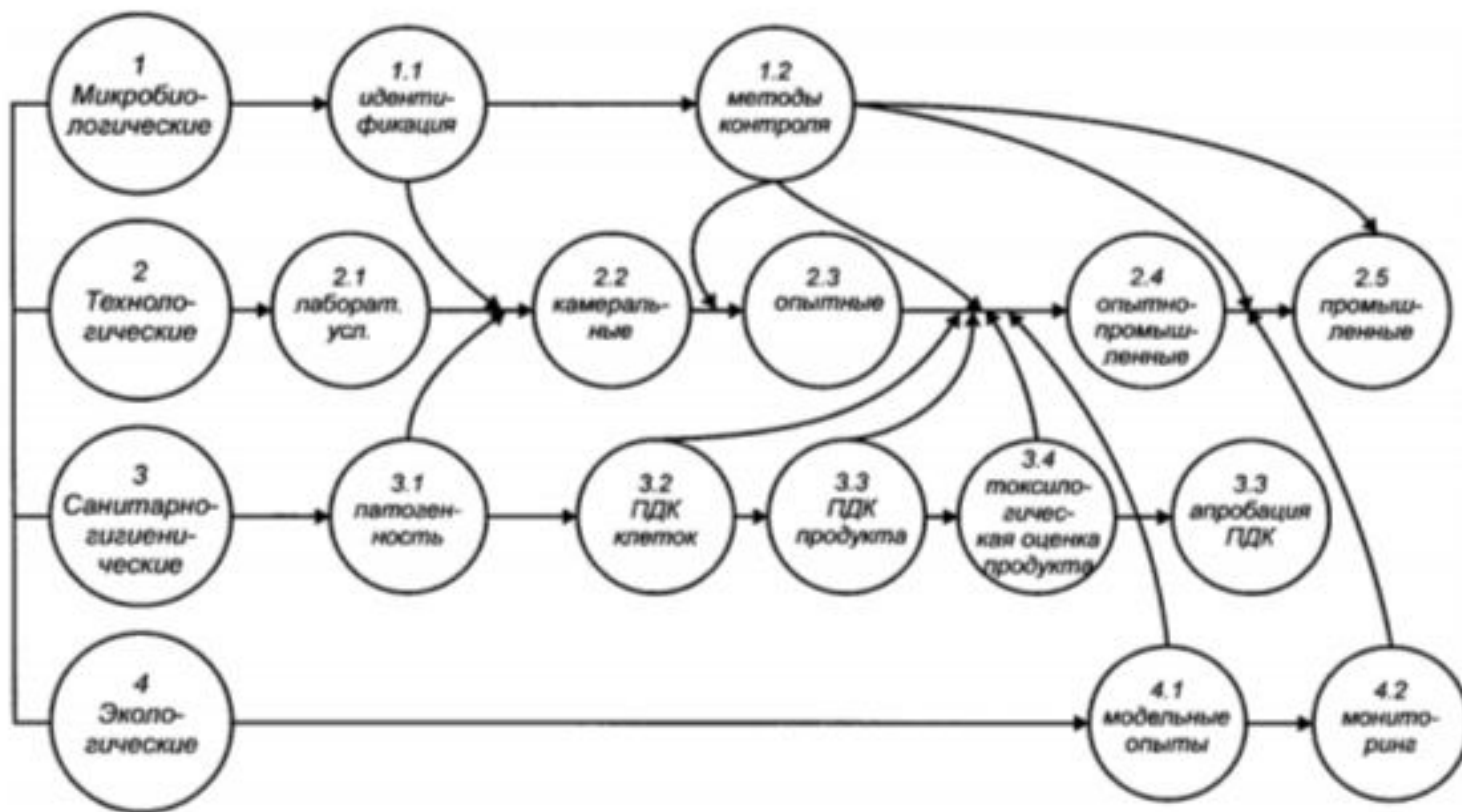 1
Микробио-
логические
1.1
иденти-
фикация
1.2
методы
контроля
2
Техноло-
гические
2.1
лаборат.
усл.
2.2
камераль-
ные
2.3
опытные
2.4
опытно-
промыш-
ленные
2.5
промыш-
ленные
3
Санитарно-
гигиени-
ческие
3.1
патоген-
ность
3.2
ПДК
клеток
3.3
ПДК
продукта
3.4
токсило-
гичес-
кая оценка
продукта
3.3
апробация
ПДК
4
Эколо-
гические
4.1
модельные
опыты
4.2
монито-
ринг